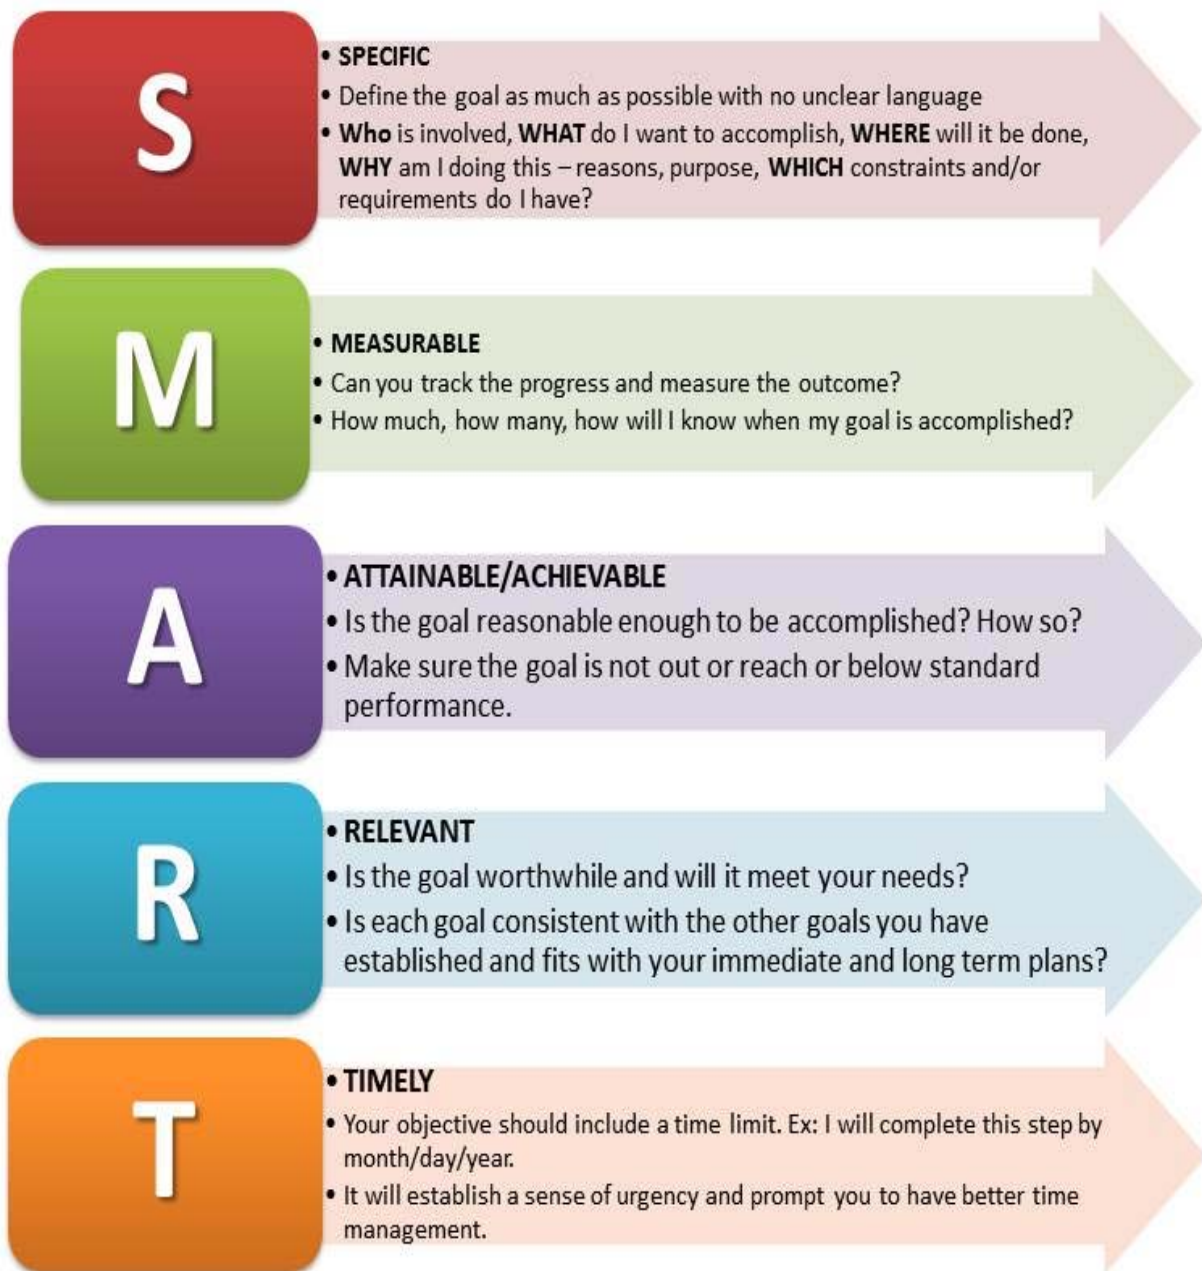 S
• SPECIFIC
• Define the goal as much as possible with no unclear language
• Who is involved, WHAT do I want to accomplish, WHERE will it be done,
WHY am I doing this – reasons, purpose, WHICH constraints and/or
requirements do I have?
M
• MEASURABLE
• Can you track the progress and measure the outcome?
• How much, how many, how will I know when my goal is accomplished?
A
• ATTAINABLE/ACHIEVABLE
• Is the goal reasonable enough to be accomplished? How so?
• Make sure the goal is not out or reach or below standard
performance.
R
• RELEVANT
• Is the goal worthwhile and will it meet your needs?
• Is each goal consistent with the other goals you have
established and fits with your immediate and long term plans?
T
• TIMELY
• Your objective should include a time limit. Ex: I will complete this step by
month/day/year.
• It will establish a sense of urgency and prompt you to have better time
management.